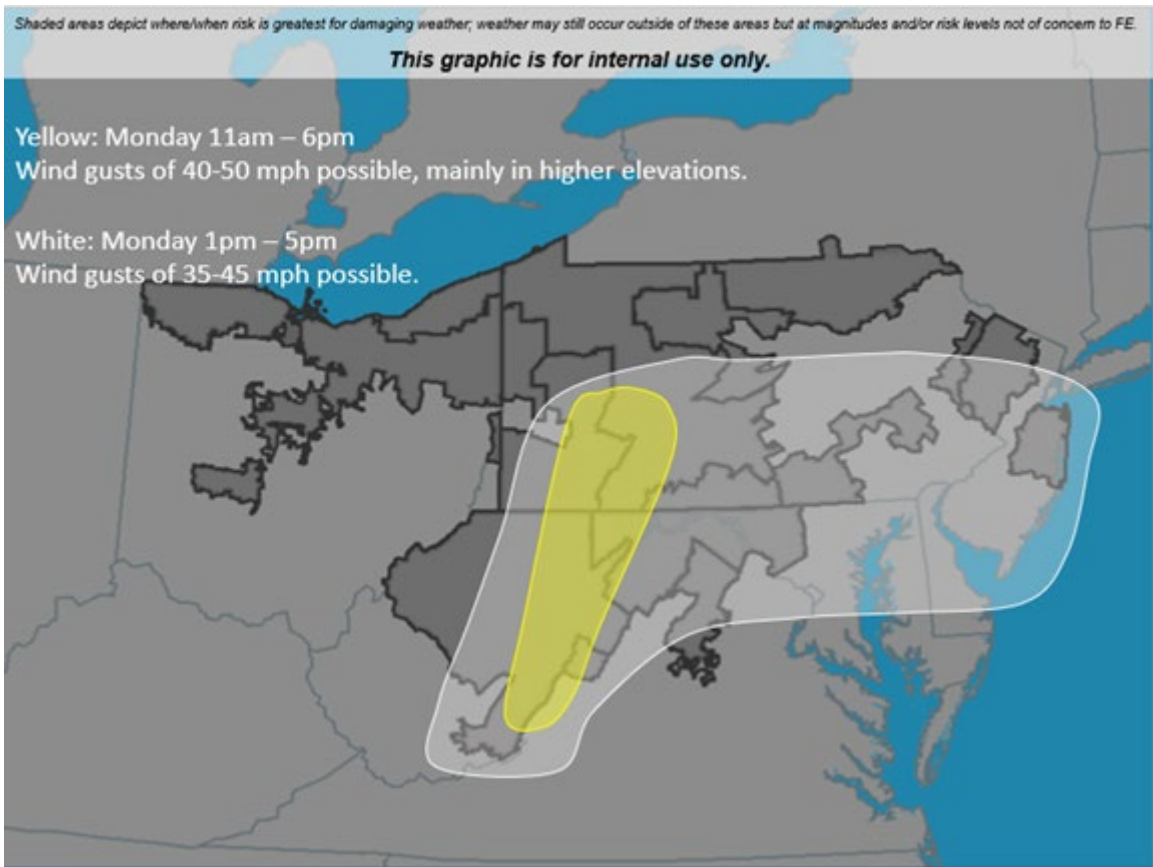 Shaded areas depict where/when risk is greatest for damaging weather; weather may still occur outside of these areas but at magnitudes and/or risk levels not of concern to FE.
This graphic is for internal use only.
Yellow: Monday 11am – 6pm
Wind gusts of 40-50 mph possible, mainly in higher elevations.
White: Monday 1pm – 5pm
Wind gusts of 35-45 mph possible.